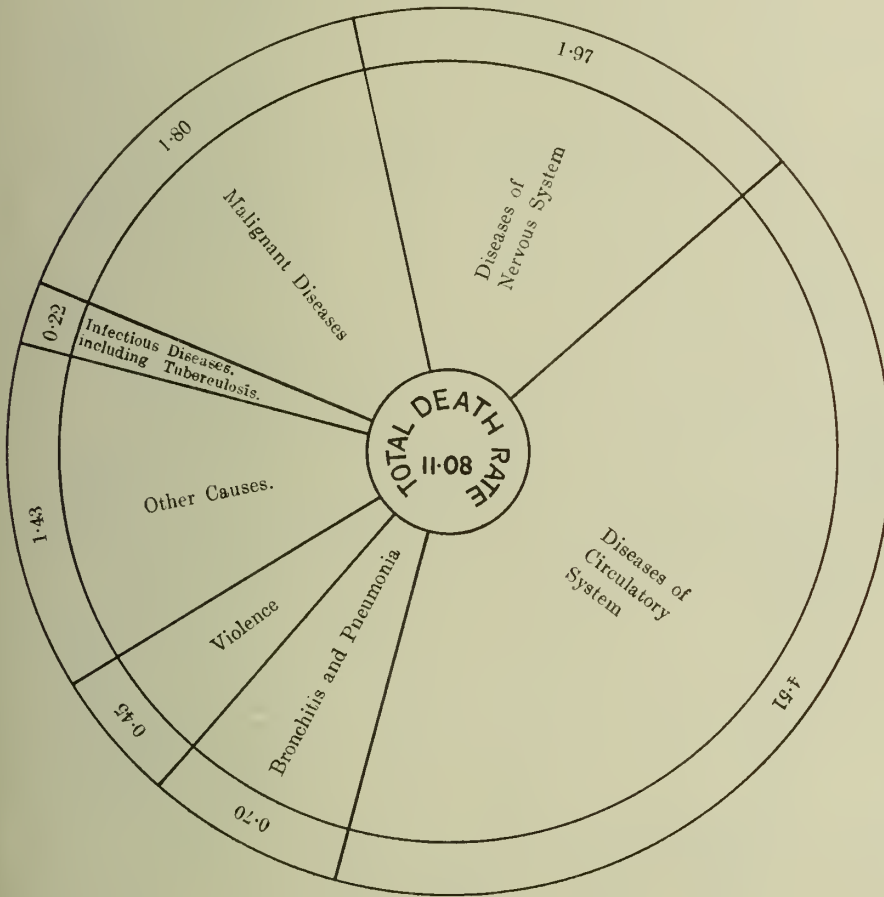 1·97
Diseases of
Nervous System
4·51
Diseases of
Circulatory
System
0·70
Bronchitis and Pneumonia
0·45
Violence
1·43
Other Causes.
0·22
Infectious Diseases.
including Tuberculosis.
1·80
Malignant Diseases
TOTAL DEATH RATE
11·08